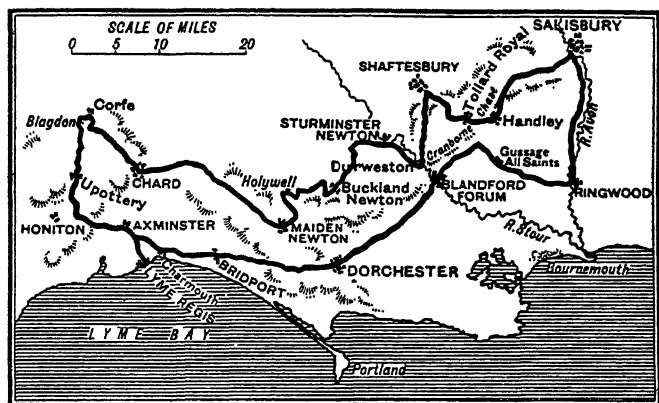 SCALE OF MILES
0 5 10 20
SALISBURY
SHAFTESBURY
Tollard Royal
Corfe
Blagdon
STURMINSTER
NEWTON
Cranborne
Chase
Handley
R. Avon
Gussage
All Saints
Durweston
CHARD
Holywell
Buckland
Newton
Upottery
BLANDFORD
FORUM
RINGWOOD
HONITON
AXMINSTER
MAIDEN
NEWTON
R. Stour
BRIDPORT
DORCHESTER
Charmouth
LYME REGIS
Bournemouth
LYME BAY
Portland